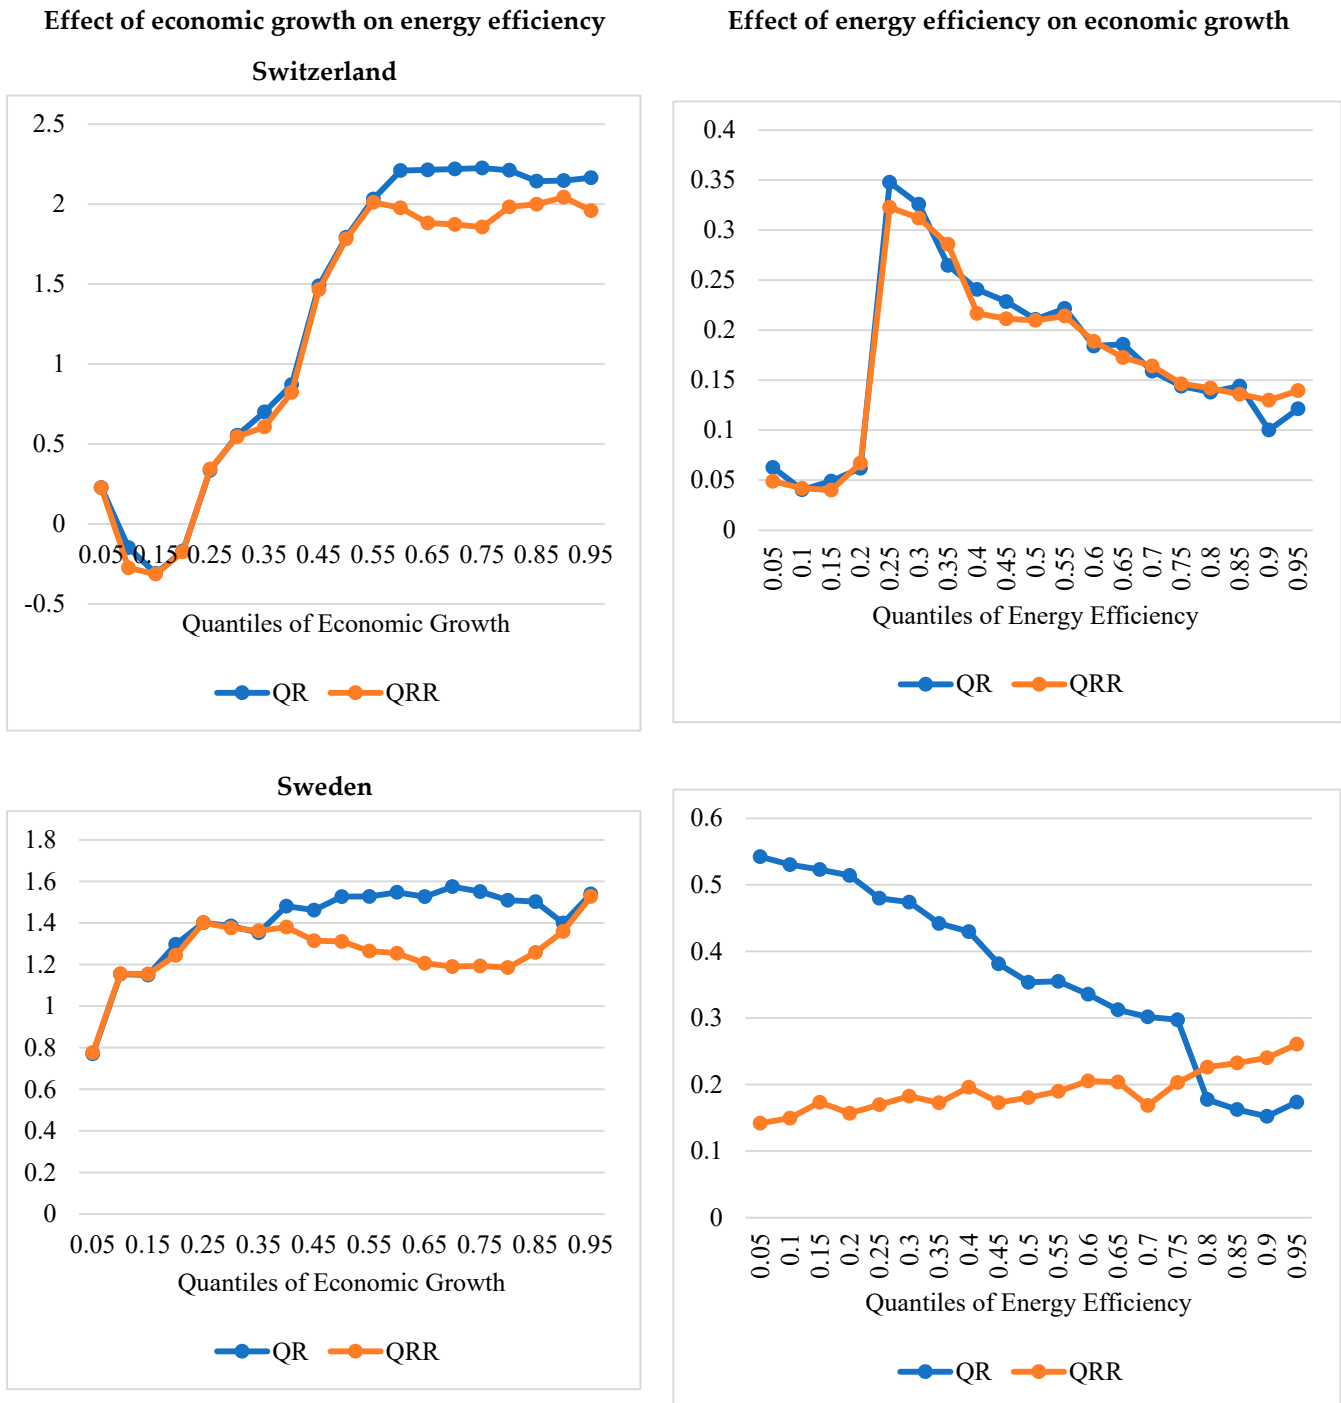 Effect of economic growth on energy efficiency
Effect of energy efficiency on economic growth
Switzerland
2.5
2
1.5
1
0.5
0
-0.5
0.05 0.15 0.25 0.35 0.45 0.55 0.65 0.75 0.85 0.95
Quantiles of Economic Growth
QR QRR
0.4
0.35
0.3
0.25
0.2
0.15
0.1
0.05
0
0.05 0.1 0.15 0.2 0.25 0.3 0.35 0.4 0.45 0.5 0.55 0.6 0.65 0.7 0.75 0.8 0.85 0.9 0.95
Quantiles of Energy Efficiency
QR QRR
Sweden
1.8
1.6
1.4
1.2
1
0.8
0.6
0.4
0.2
0
0.05 0.15 0.25 0.35 0.45 0.55 0.65 0.75 0.85 0.95
Quantiles of Economic Growth
QR QRR
0.6
0.5
0.4
0.3
0.2
0.1
0
0.05 0.1 0.15 0.2 0.25 0.3 0.35 0.4 0.45 0.5 0.55 0.6 0.65 0.7 0.75 0.8 0.85 0.9 0.95
Quantiles of Energy Efficiency
QR QRR